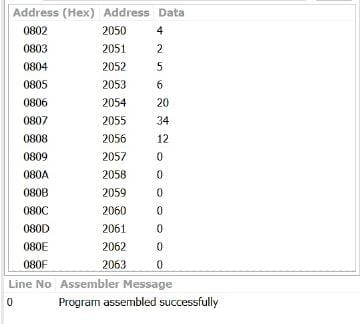 Address (Hex) Address Data
0802 2050 4
0803 2051 2
0804 2052 5
0805 2053 6
0806 2054 20
0807 2055 34
0808 2056 12
0809 2057 0
080A 2058 0
080B 2059 0
080C 2060 0
080D 2061 0
080E 2062 0
080F 2063 0
Line No Assembler Message
0 Program assembled successfully